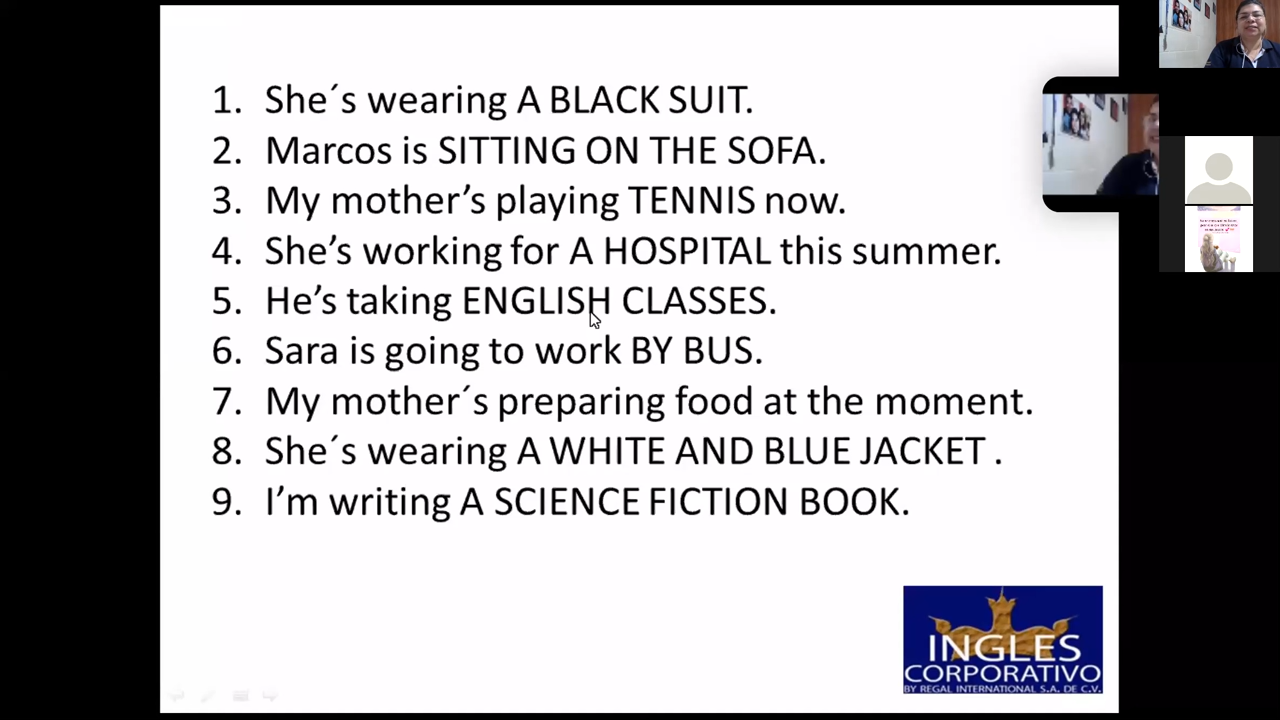 1. She´s wearing A BLACK SUIT.
2. Marcos is SITTING ON THE SOFA.
3. My mother’s playing TENNIS now.
4. She’s working for A HOSPITAL this summer.
5. He’s taking ENGLISH CLASSES.
6. Sara is going to work BY BUS.
7. My mother´s preparing food at the moment.
8. She´s wearing A WHITE AND BLUE JACKET .
9. I’m writing A SCIENCE FICTION BOOK.
INGLES
CORPORATIVO
BY REGAL INTERNATIONAL S.A. DE C.V.